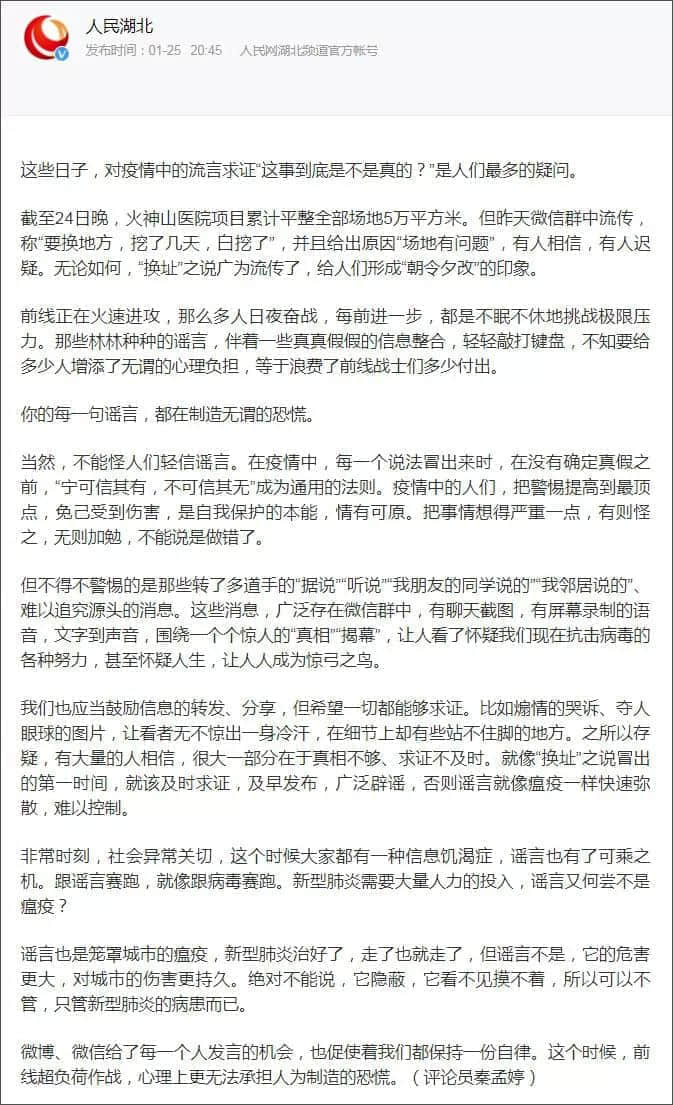 人民湖北
发布时间：01-25 20:45 人民网湖北频道官方帐号
这些日子，对疫情中的流言求证“这事到底是不是真的？”是人们最多的疑问。
截至24日晚，火神山医院项目累计平整全部场地5万平方米。但昨天微信群中流传，
称“要换地方，挖了几天，白挖了”，并且给出原因“场地有问题”，有人相信，有人迟
疑。无论如何，“换址”之说广为流传了，给人们形成“朝令夕改”的印象。
前线正在火速进攻，那么多人日夜奋战，每前进一步，都是不眠不休地挑战极限压
力。那些林林种种的谣言，伴着一些真真假假的信息整合，轻轻敲打键盘，不知要给
多少人增添了无谓的心理负担，等于浪费了前线战士们多少付出。
你的每一句谣言，都在制造无谓的恐慌。
当然，不能怪人们轻信谣言。在疫情中，每一个说法冒出来时，在没有确定真假之
前，“宁可信其有，不可信其无”成为通用的法则。疫情中的人们，把警惕提高到最顶
点，免己受到伤害，是自我保护的本能，情有可原。把事情想得严重一点，有则怪
之，无则加勉，不能说是做错了。
但不得不警惕的是那些转了多道手的“据说”“听说”“我朋友的同学说的”“我邻居说的”、
难以追究源头的消息。这些消息，广泛存在微信群中，有聊天截图，有屏幕录制的语
音，文字到声音，围绕一个个惊人的“真相”“揭幕”，让人看了怀疑我们现在抗击病毒的
各种努力，甚至怀疑人生，让人人成为惊弓之鸟。
我们也应当鼓励信息的转发、分享，但希望一切都能够求证。比如煽情的哭诉、夺人
眼球的图片，让看者无不惊出一身冷汗，在细节上却有些站不住脚的地方。之所以存
疑，有大量的人相信，很大一部分在于真相不够、求证不及时。就像“换址”之说冒出
的第一时间，就该及时求证，及早发布，广泛辟谣，否则谣言就像瘟疫一样快速弥
散，难以控制。
非常时刻，社会异常关切，这个时候大家都有一种信息饥渴症，谣言也有了可乘之
机。跟谣言赛跑，就像跟病毒赛跑。新型肺炎需要大量人力的投入，谣言又何尝不是
瘟疫？
谣言也是笼罩城市的瘟疫，新型肺炎治好了，走了也就走了，但谣言不是，它的危害
更大，对城市的伤害更持久。绝对不能说，它隐蔽，它看不见摸不着，所以可以不
管，只管新型肺炎的病患而已。
微博、微信给了每一个人发言的机会，也促使着我们都保持一份自律。这个时候，前
线超负荷作战，心理上更无法承担人为制造的恐慌。（评论员秦孟婷）